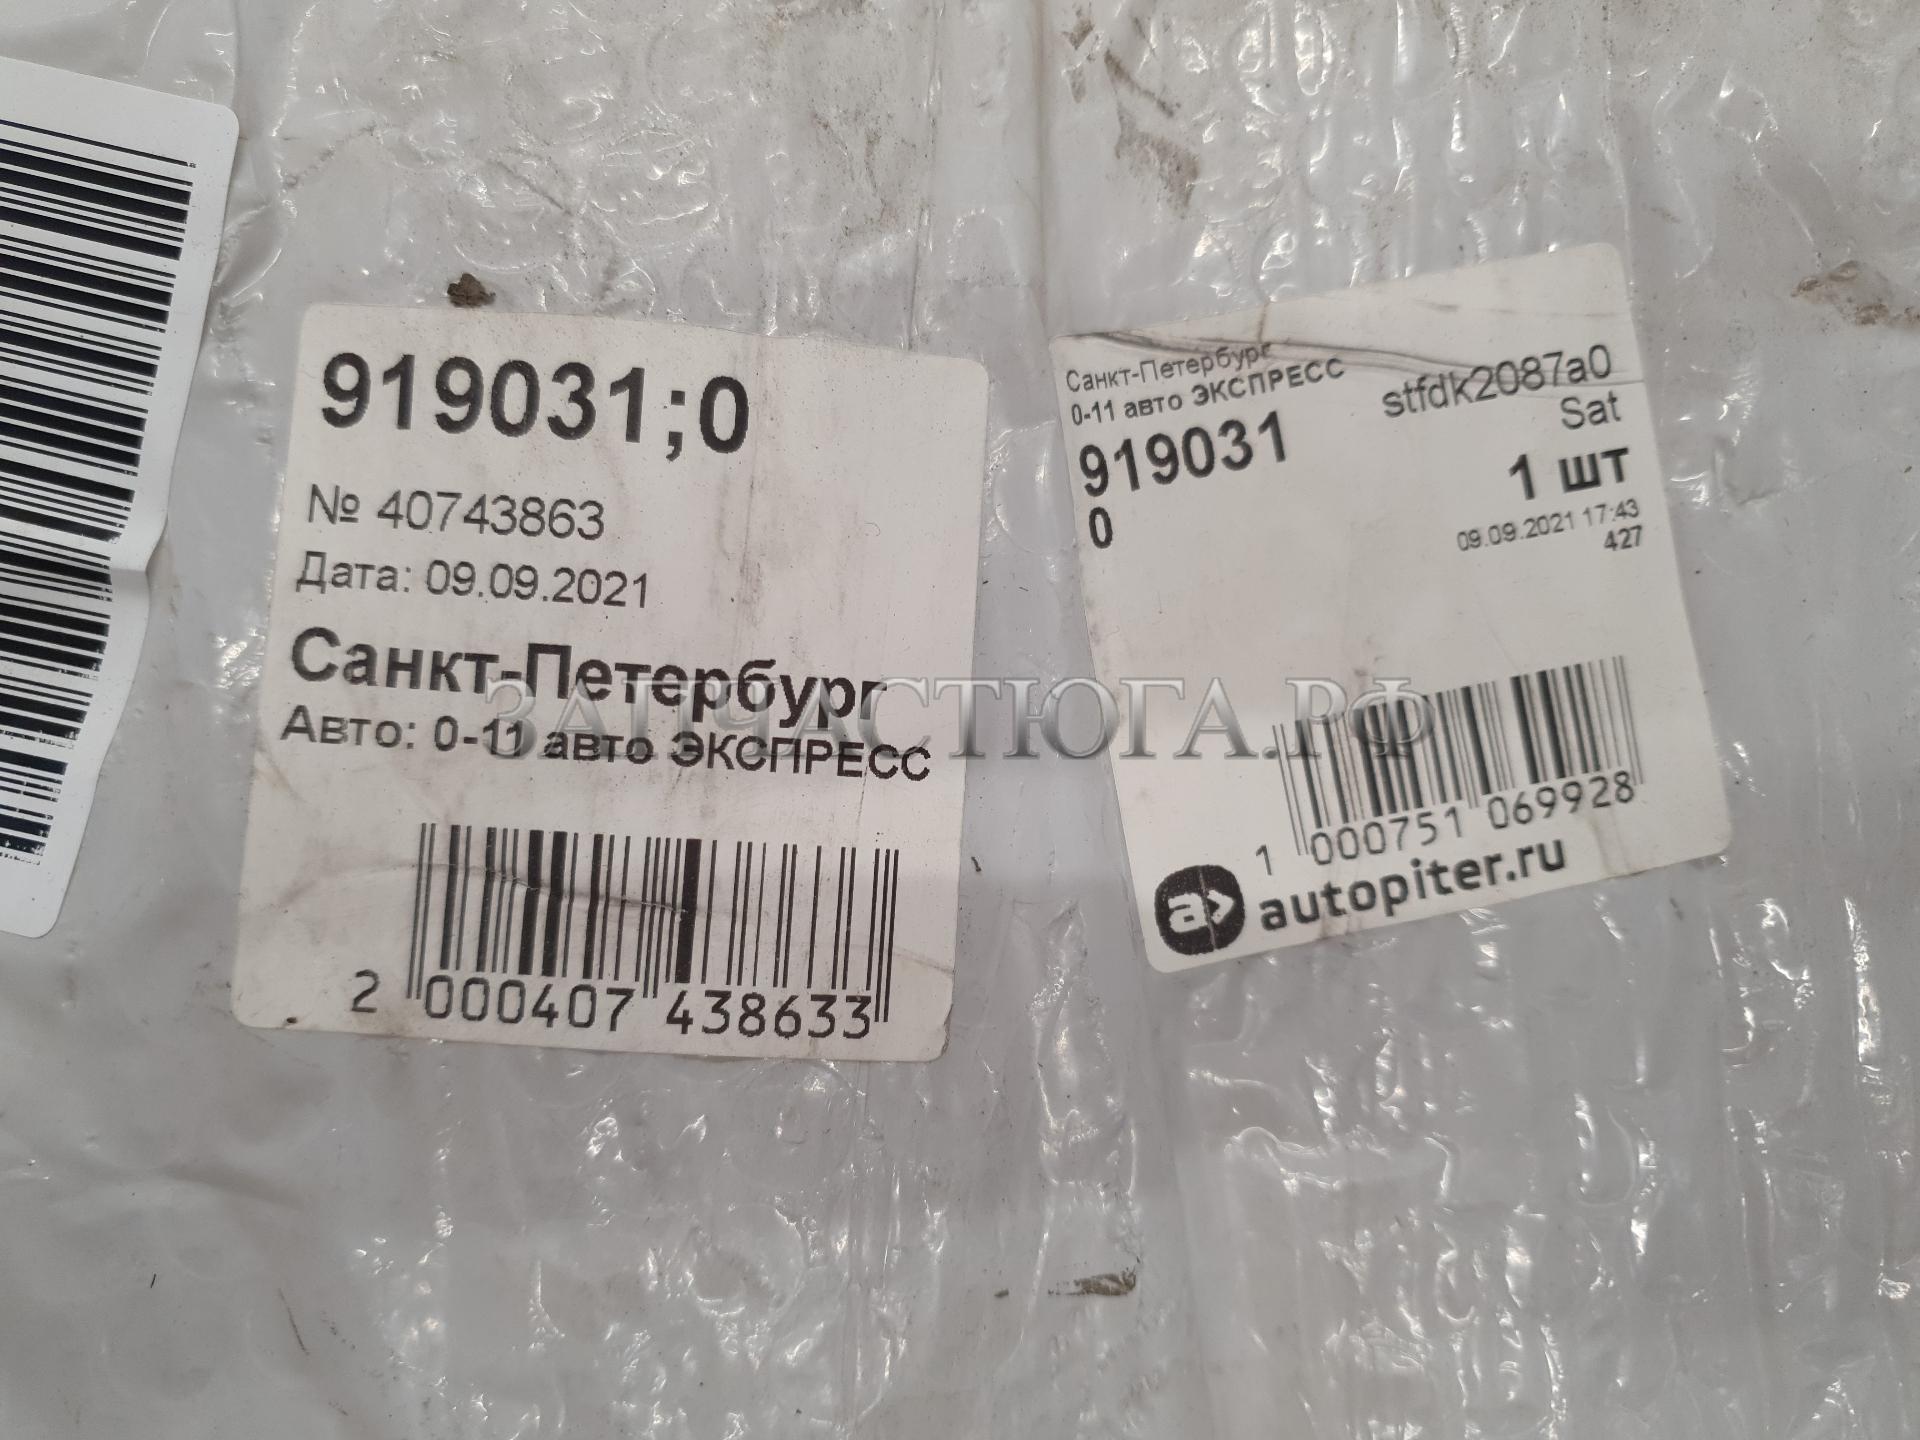 919031;0
№ 40743863
Дата: 09.09.2021
Санкт-Петербург
Авто: 0-11 авто ЭКСПРЕСС
2 000407 438633
Санкт-Петербург
0-11 авто ЭКСПРЕСС
919031
0
stfdk2087a0
Sat
1 шт
09.09.2021 17:43
427
1 000751 069928
a> autopiter.ru
ЗАПЧАСТЮГА.РФ